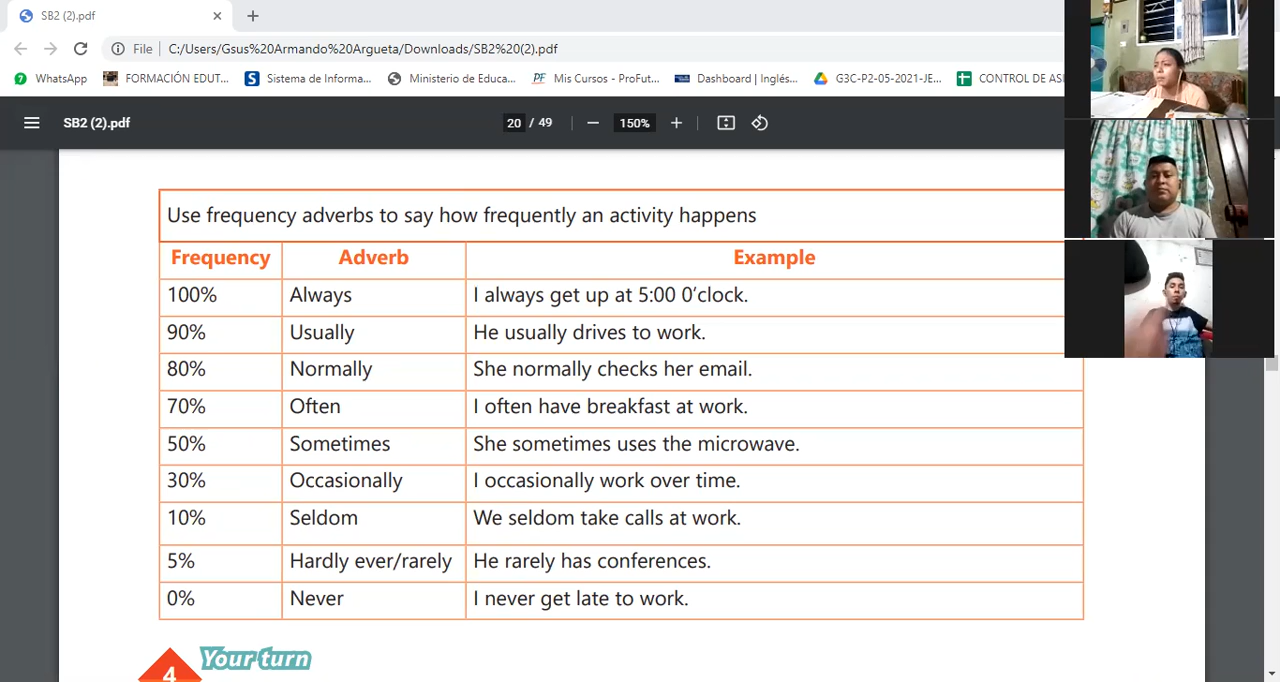 SB2 (2).pdf
File C:/Users/Gsus%20Armando%20Argueta/Downloads/SB2%20(2).pdf
7 WhatsApp FORMACIÓN EDUT... S Sistema de Informa... Ministerio de Educa... PF Mis Cursos - ProFut... Dashboard | Inglés,... G3C-P2-05-2021-JE... CONTROL DE ASI
SB2 (2).pdf 20 / 49 150%
Use frequency adverbs to say how frequently an activity happens
Frequency Adverb Example
100% Always I always get up at 5:00 0’clock.
90% Usually He usually drives to work.
80% Normally She normally checks her email.
70% Often I often have breakfast at work.
50% Sometimes She sometimes uses the microwave.
30% Occasionally I occasionally work over time.
10% Seldom We seldom take calls at work.
5% Hardly ever/rarely He rarely has conferences.
0% Never I never get late to work.
4 Your turn